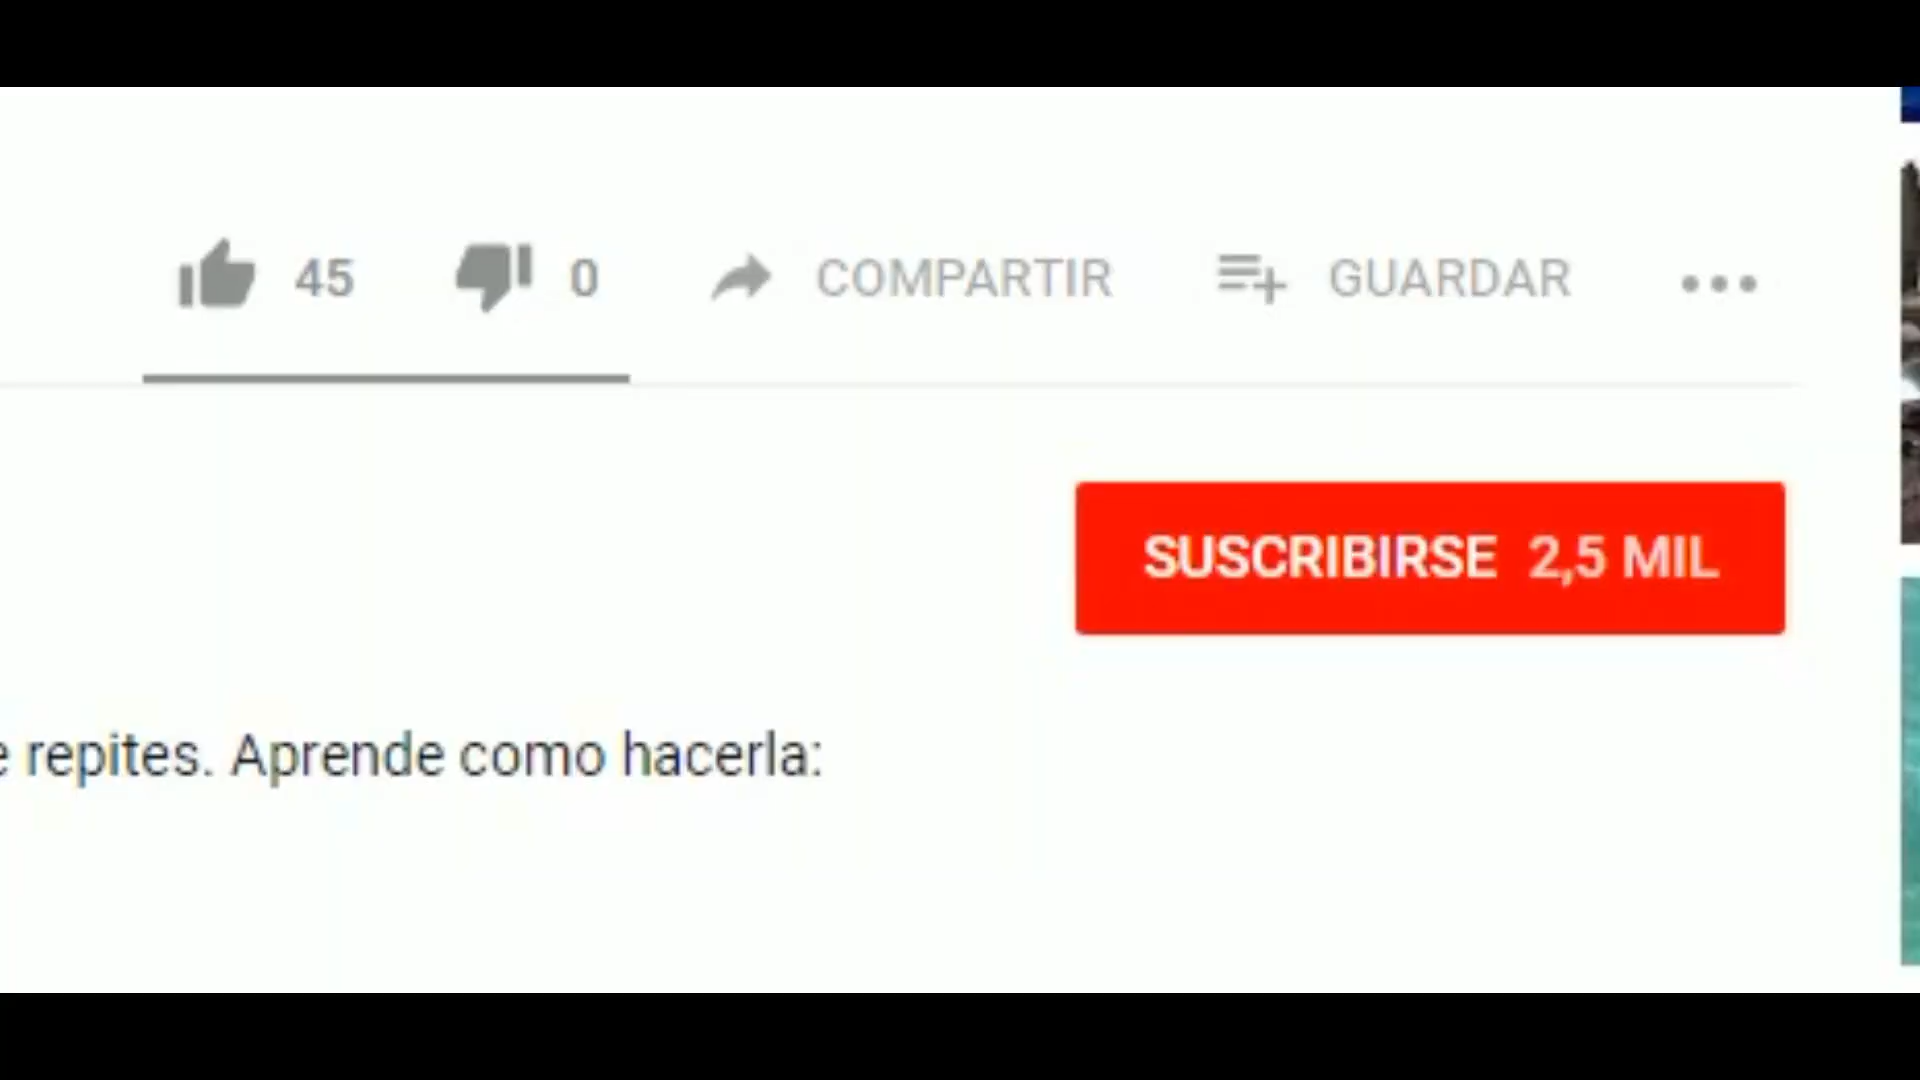 45 0 COMPARTIR GUARDAR
SUSCRIBIRSE 2,5 MIL
repites. Aprende como hacerla: